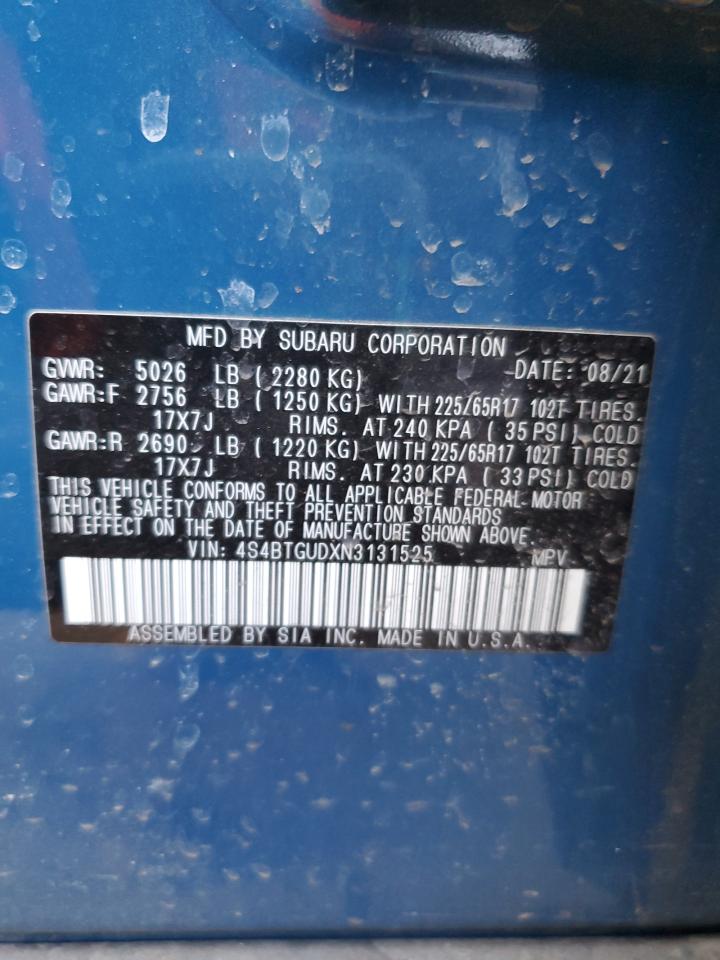 MFD BY SUBARU CORPORATION
GVWR: 5026 LB (2280 KG) DATE: 08/21
GAWR:F 2756 LB (1250 KG) WITH 225/65R17 102T TIRES.
17X7J RIMS. AT 240 KPA (35 PSI) COLD
GAWR:R 2690 LB (1220 KG) WITH 225/65R17 102T TIRES.
17X7J RIMS. AT 230 KPA (33 PSI) COLD
THIS VEHICLE CONFORMS TO ALL APPLICABLE FEDERAL MOTOR
VEHICLE SAFETY AND THEFT PREVENTION STANDARDS
IN EFFECT ON THE DATE OF MANUFACTURE SHOWN ABOVE.
VIN: 4S4BTGUDXN3131525 MPV
ASSEMBLED BY SIA INC. MADE IN U.S.A.